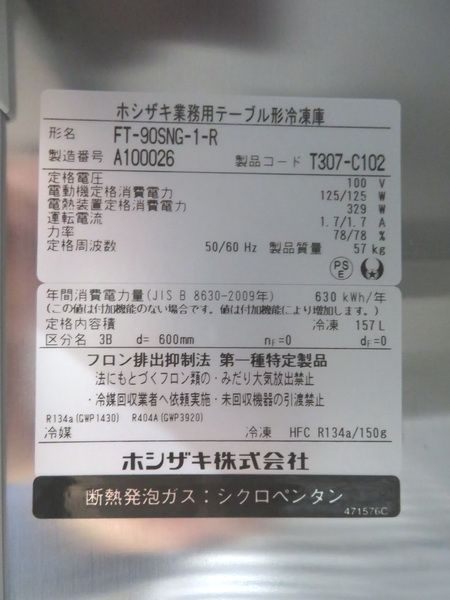 ホシザキ業務用テーブル形冷凍庫
形名 FT-90SNG-1-R
製造番号 A100026 製品コード T307-C102
定格電圧 100 V
電動機定格消費電力 125/125 W
電熱装置定格消費電力 329 W
運転電流 1.7/1.7 A
力率 78/78 %
定格周波数 50/60 Hz 製品質量 57 kg
PSE
年間消費電力量(JIS B 8630-2009年) 630 kWh/年
(この値は付加機能のない場合です。値は付加機能により増加します。)
定格内容積 冷凍 157L
区分名 3B d= 600mm nF=0 dF=0
フロン排出抑制法 第一種特定製品
法にもとづくフロン類の・みだり大気放出禁止
・冷媒回収業者へ依頼実施・未回収機器の引渡禁止
R134a(GWP1430) R404A(GWP3920)
冷媒 冷凍 HFC R134a/150g
ホシザキ株式会社
断熱発泡ガス：シクロペンタン
471576C